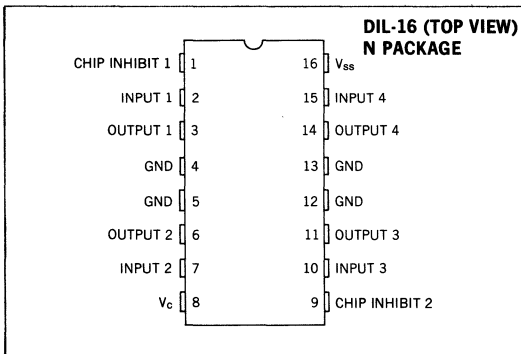 DIL-16 (TOP VIEW)
N PACKAGE
CHIP INHIBIT 1 1 16 Vss
INPUT 1 2 15 INPUT 4
OUTPUT 1 3 14 OUTPUT 4
GND 4 13 GND
GND 5 12 GND
OUTPUT 2 6 11 OUTPUT 3
INPUT 2 7 10 INPUT 3
Vc 8 9 CHIP INHIBIT 2